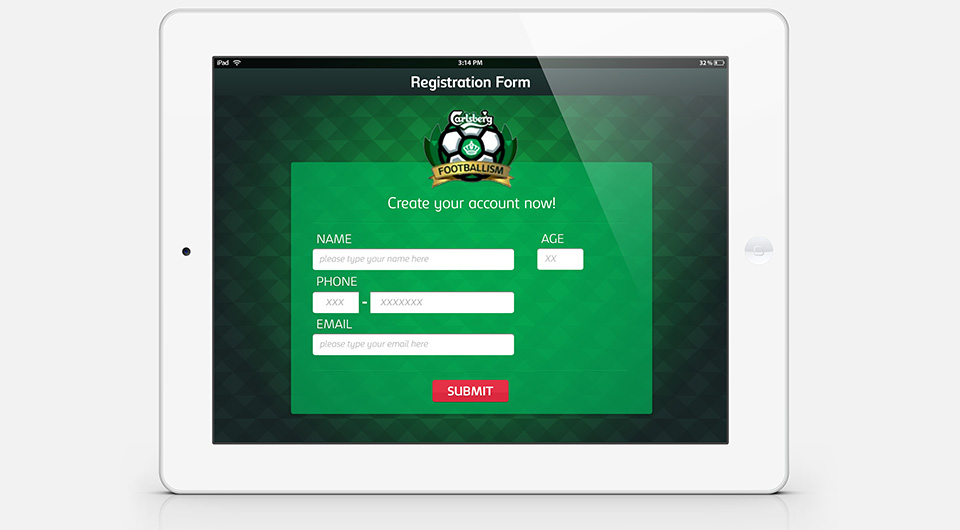 iPad 3:14 PM 32%
Registration Form
Carlsberg
FOOTBALLISM
Create your account now!
NAME AGE
please type your name here XX
PHONE
XXX - XXXXXXX
EMAIL
please type your email here
SUBMIT